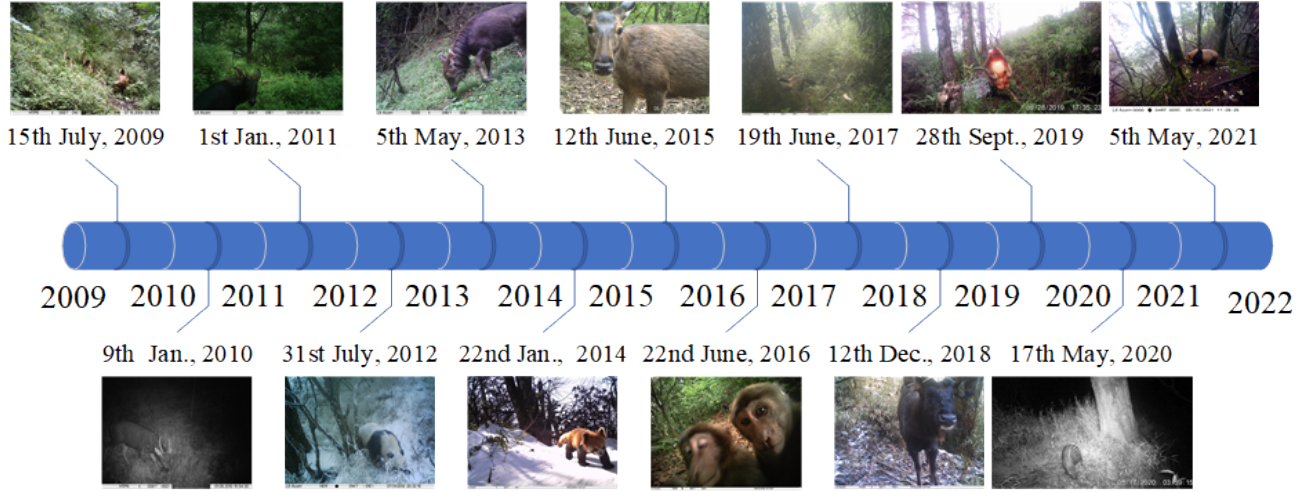 15th July, 2009
1st Jan., 2011
5th May, 2013
12th June, 2015
19th June, 2017
28th Sept., 2019
5th May, 2021
2009
2010
2011
2012
2013
2014
2015
2016
2017
2018
2019
2020
2021
2022
9th Jan., 2010
31st July, 2012
22nd Jan., 2014
22nd June, 2016
12th Dec., 2018
17th May, 2020